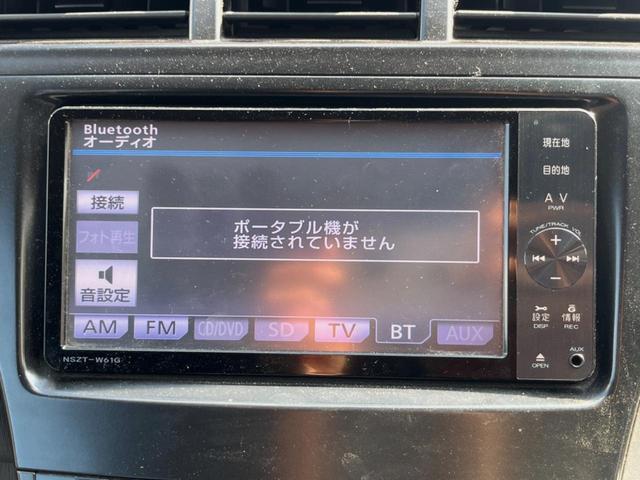 Bluetooth
オーディオ
接続
フォト再生
音設定
ポータブル機が
接続されていません
AM FM CD/DVD SD TV BT AUX
NSZT-W61G
現在地
目的地
AV
PWR
TUNE/TRACK VOL
+
−
設定 情報
DISP REC
OPEN
AUX